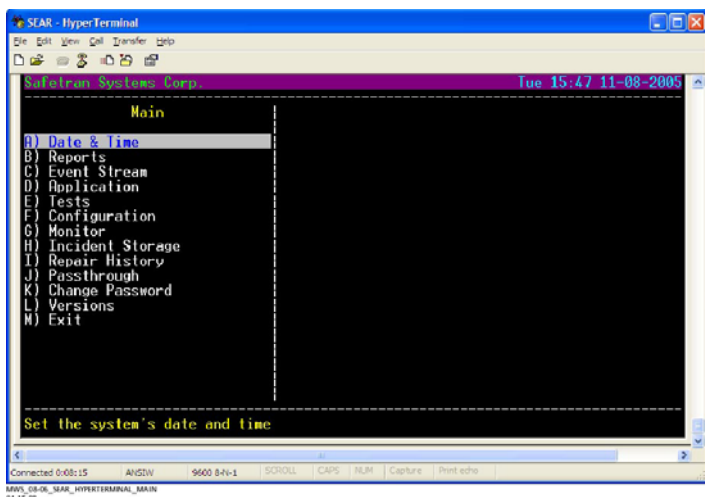 SEAR - HyperTerminal
File Edit View Call Transfer Help
Safetran Systems Corp. Tue 15:47 11-08-2005
Main
A) Date & Time
B) Reports
C) Event Stream
D) Application
E) Tests
F) Configuration
G) Monitor
H) Incident Storage
I) Repair History
J) Passthrough
K) Change Password
L) Versions
M) Exit
Set the system's date and time
Connected 0:08:15 ANSIW 9600 8-N-1 SCROLL CAPS NUM Capture Print echo
MWS_08-06_SEAR_HYPERTERMINAL_MAIN